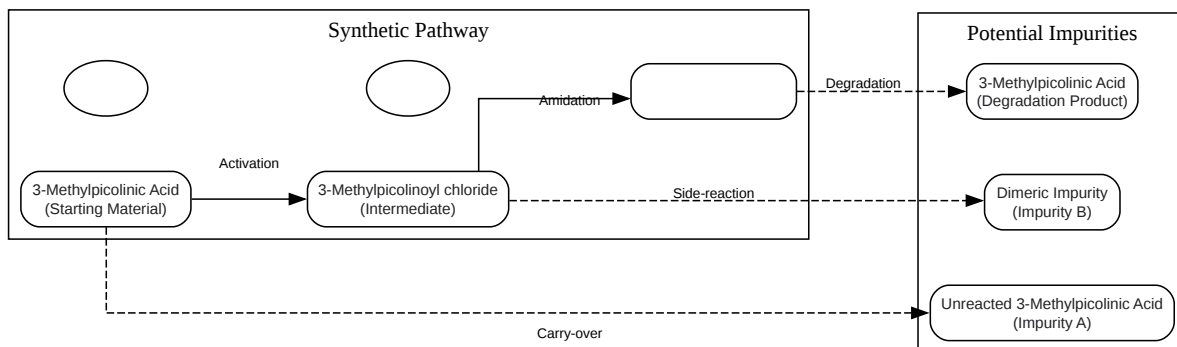 Synthetic Pathway
Potential Impurities
Degradation
3-Methylpicolinic Acid
(Degradation Product)
Amidation
Activation
3-Methylpicolinic Acid
(Starting Material)
3-Methylpicolinoyl chloride
(Intermediate)
Side-reaction
Dimeric Impurity
(Impurity B)
Unreacted 3-Methylpicolinic Acid
(Impurity A)
Carry-over